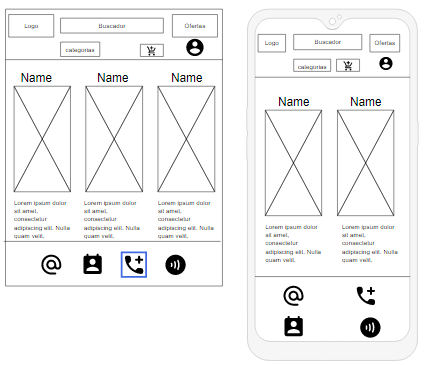 Logo
Buscador
Ofertas
categorias
Name
Name
Name
Lorem ipsum dolor
sit amet,
consectetur
adipiscing elit. Nulla
quam velit,
Lorem ipsum dolor
sit amet,
consectetur
adipiscing elit. Nulla
quam velit,
Lorem ipsum dolor
sit amet,
consectetur
adipiscing elit. Nulla
quam velit,
Logo
Buscador
Ofertas
categorias
Name
Name
Lorem ipsum dolor
sit amet,
consectetur
adipiscing elit. Nulla
quam velit,
Lorem ipsum dolor
sit amet,
consectetur
adipiscing elit. Nulla
quam velit,